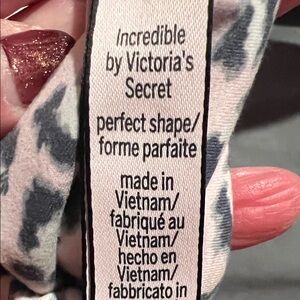 Incredible
by Victoria's
Secret
perfect shape/
forme parfaite
made in
Vietnam/
fabriqué au
Vietnam/
hecho en
Vietnam/
fabbricato in